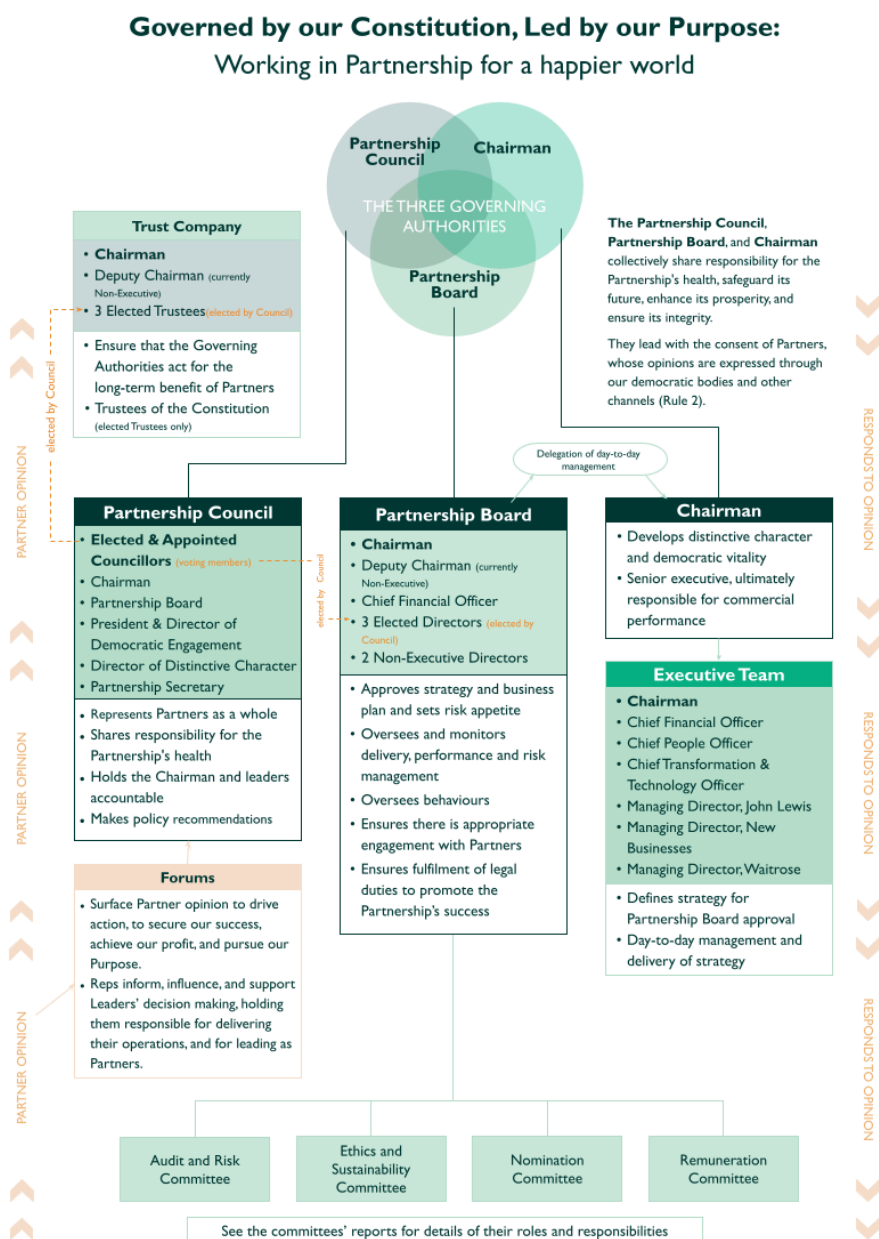 Governed by our Constitution, Led by our Purpose:
Working in Partnership for a happier world
Partnership
Council
Chairman
THE THREE GOVERNING
AUTHORITIES
Partnership
Board
Trust Company
• Chairman
• Deputy Chairman (currently
Non-Executive)
• 3 Elected Trustees(elected by Council)
• Ensure that the Governing
Authorities act for the
long-term benefit of Partners
• Trustees of the Constitution
(elected Trustees only)
The Partnership Council,
Partnership Board, and Chairman
collectively share responsibility for the
Partnership's health, safeguard its
future, enhance its prosperity, and
ensure its integrity.
They lead with the consent of Partners,
whose opinions are expressed through
our democratic bodies and other
channels (Rule 2).
elected by Council
PARTNER OPINION
RESPONDS TO OPINION
Delegation of day-to-day
management
Partnership Council
• Elected & Appointed
Councillors (voting members)
• Chairman
• Partnership Board
• President & Director of
Democratic Engagement
• Director of Distinctive Character
• Partnership Secretary
• Represents Partners as a whole
• Shares responsibility for the
Partnership's health
• Holds the Chairman and leaders
accountable
• Makes policy recommendations
elected by Council
Partnership Board
• Chairman
• Deputy Chairman (currently
Non-Executive)
• Chief Financial Officer
• 3 Elected Directors (elected by
Council)
• 2 Non-Executive Directors
• Approves strategy and business
plan and sets risk appetite
• Oversees and monitors
delivery, performance and risk
management
• Oversees behaviours
• Ensures there is appropriate
engagement with Partners
• Ensures fulfilment of legal
duties to promote the
Partnership's success
Chairman
• Develops distinctive character
and democratic vitality
• Senior executive, ultimately
responsible for commercial
performance
Executive Team
• Chairman
• Chief Financial Officer
• Chief People Officer
• Chief Transformation &
Technology Officer
• Managing Director, John Lewis
• Managing Director, New
Businesses
• Managing Director, Waitrose
• Defines strategy for
Partnership Board approval
• Day-to-day management and
delivery of strategy
PARTNER OPINION
RESPONDS TO OPINION
Forums
• Surface Partner opinion to drive
action, to secure our success,
achieve our profit, and pursue our
Purpose.
• Reps inform, influence, and support
Leaders' decision making, holding
them responsible for delivering
their operations, and for leading as
Partners.
PARTNER OPINION
RESPONDS TO OPINION
Audit and Risk
Committee
Ethics and
Sustainability
Committee
Nomination
Committee
Remuneration
Committee
See the committees' reports for details of their roles and responsibilities